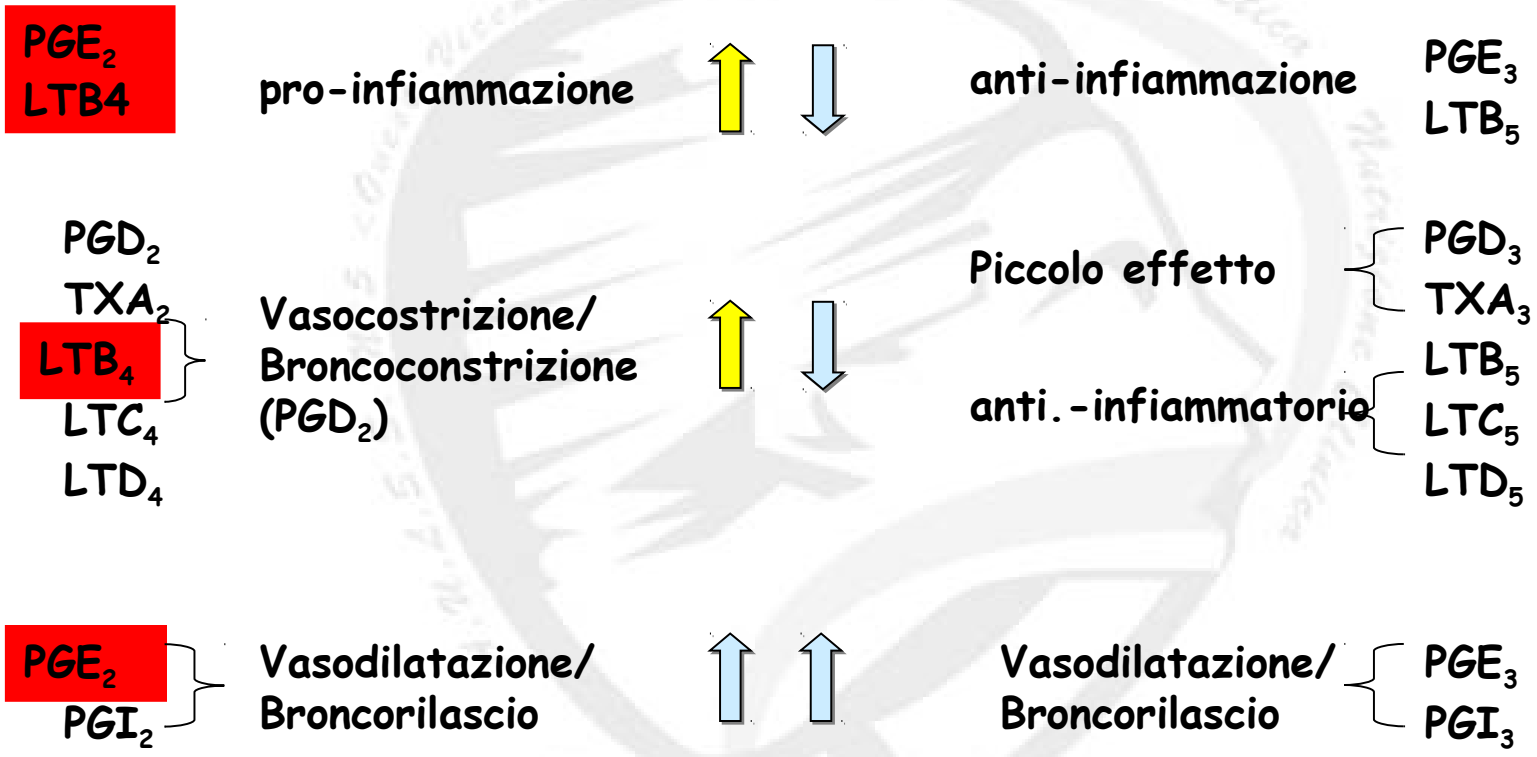 PGE₂
LTB4
pro-infiammazione
anti-infiammazione
PGE₃
LTB₅
PGD₂
TXA₂
LTB₄
LTC₄
LTD₄
Vasocostrizione/
Broncoconstrizione
(PGD₂)
Piccolo effetto
anti.-infiammatorio
PGD₃
TXA₃
LTB₅
LTC₅
LTD₅
PGE₂
PGI₂
Vasodilatazione/
Broncorilascio
Vasodilatazione/
Broncorilascio
PGE₃
PGI₃